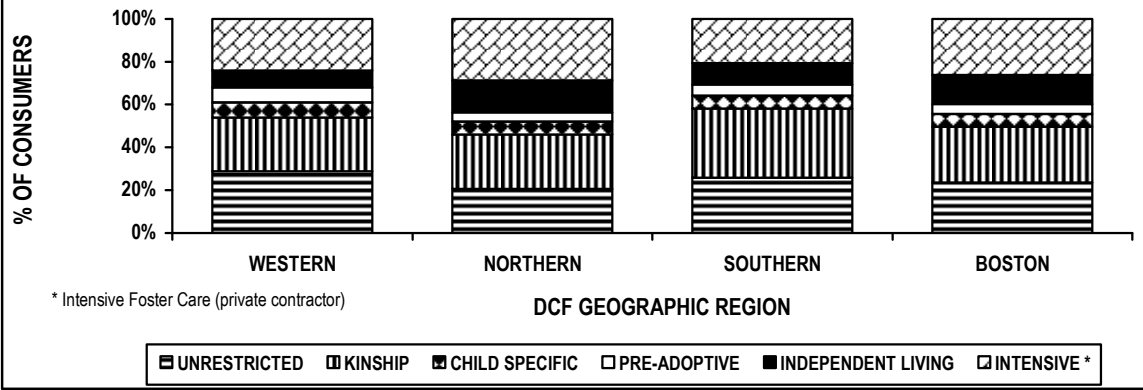 % OF CONSUMERS
100%
80%
60%
40%
20%
0%
WESTERN NORTHERN SOUTHERN BOSTON
* Intensive Foster Care (private contractor)
DCF GEOGRAPHIC REGION
UNRESTRICTED KINSHIP CHILD SPECIFIC PRE-ADOPTIVE INDEPENDENT LIVING INTENSIVE *